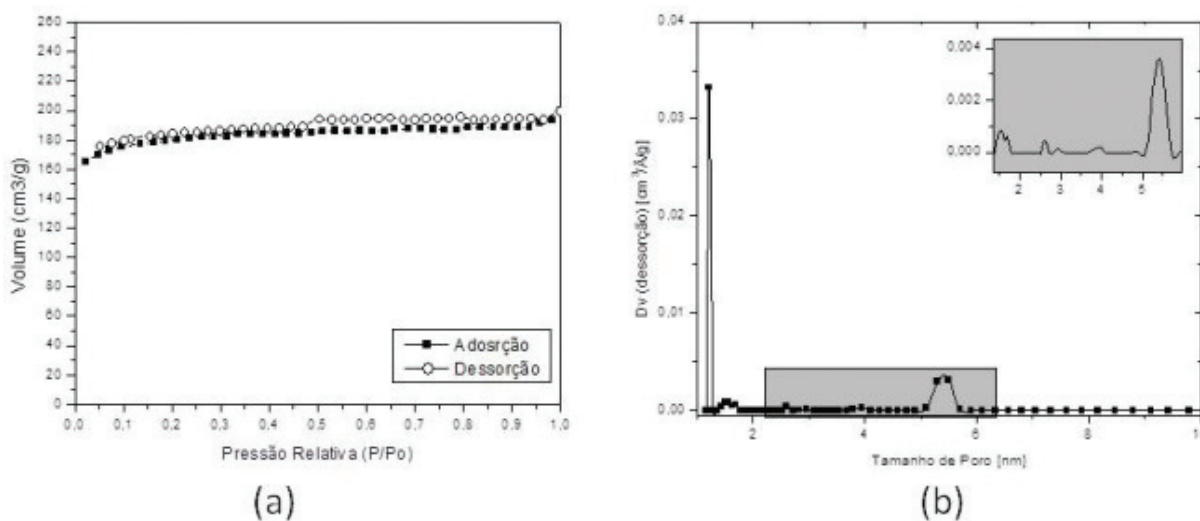 260
240
220
200
180
160
140
120
100
80
60
40
20
0
Volume (cm3/g)
0.0 0.1 0.2 0.3 0.4 0.5 0.6 0.7 0.8 0.9 1.0
Pressão Relativa (P/Po)
Adosrção
Dessorção
(a)
0,04
0,03
0,02
0,01
0,00
Dv (dessorção) [cm³/Å/g]
2 4 6 8 10
Tamanho de Poro [nm]
0,004
0,002
0,000
2 3 4 5
(b)